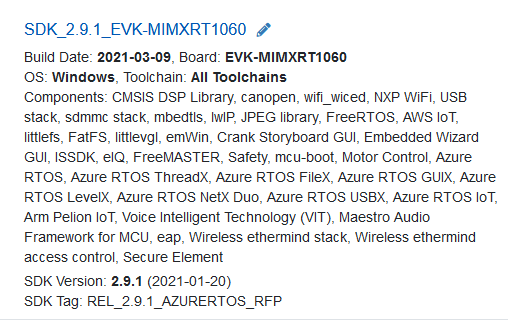 SDK_2.9.1_EVK-MIMXRT1060
Build Date: 2021-03-09, Board: EVK-MIMXRT1060
OS: Windows, Toolchain: All Toolchains
Components: CMSIS DSP Library, canopen, wifi_wiced, NXP WiFi, USB
stack, sdmmc stack, mbedtls, lwIP, JPEG library, FreeRTOS, AWS IoT,
littlefs, FatFS, littlevgl, emWin, Crank Storyboard GUI, Embedded Wizard
GUI, ISSDK, eIQ, FreeMASTER, Safety, mcu-boot, Motor Control, Azure
RTOS, Azure RTOS ThreadX, Azure RTOS FileX, Azure RTOS GUIX, Azure
RTOS LevelX, Azure RTOS NetX Duo, Azure RTOS USBX, Azure RTOS IoT,
Arm Pelion IoT, Voice Intelligent Technology (VIT), Maestro Audio
Framework for MCU, eap, Wireless ethermind stack, Wireless ethermind
access control, Secure Element
SDK Version: 2.9.1 (2021-01-20)
SDK Tag: REL_2.9.1_AZURERTOS_RFP